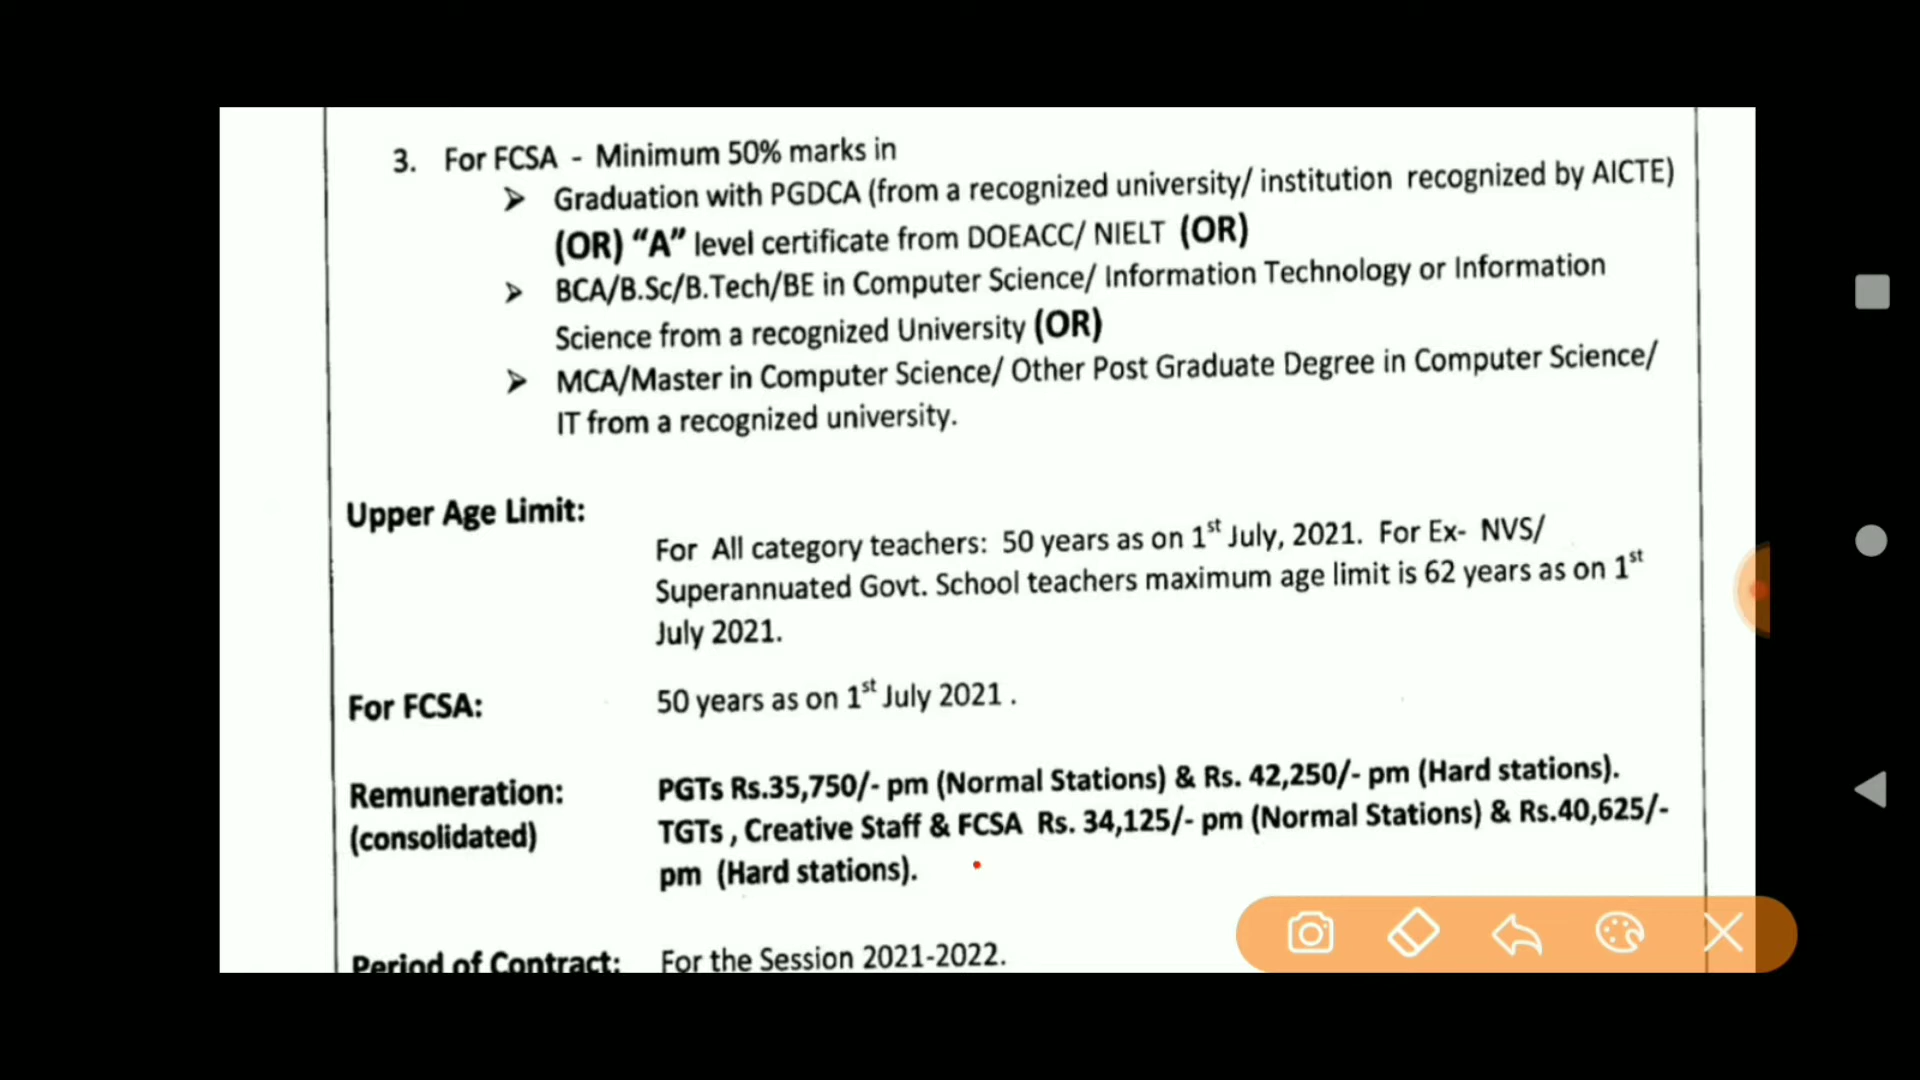 3. For FCSA - Minimum 50% marks in
➢ Graduation with PGDCA (from a recognized university/ institution recognized by AICTE)
(OR) “A” level certificate from DOEACC/ NIELT (OR)
➢ BCA/B.Sc/B.Tech/BE in Computer Science/ Information Technology or Information
Science from a recognized University (OR)
➢ MCA/Master in Computer Science/ Other Post Graduate Degree in Computer Science/
IT from a recognized university.
Upper Age Limit:
For All category teachers: 50 years as on 1st July, 2021. For Ex- NVS/
Superannuated Govt. School teachers maximum age limit is 62 years as on 1st
July 2021.
For FCSA: 50 years as on 1st July 2021 .
Remuneration: PGTs Rs.35,750/- pm (Normal Stations) & Rs. 42,250/- pm (Hard stations).
(consolidated) TGTs , Creative Staff & FCSA Rs. 34,125/- pm (Normal Stations) & Rs.40,625/-
pm (Hard stations).
Period of Contract: For the Session 2021-2022.